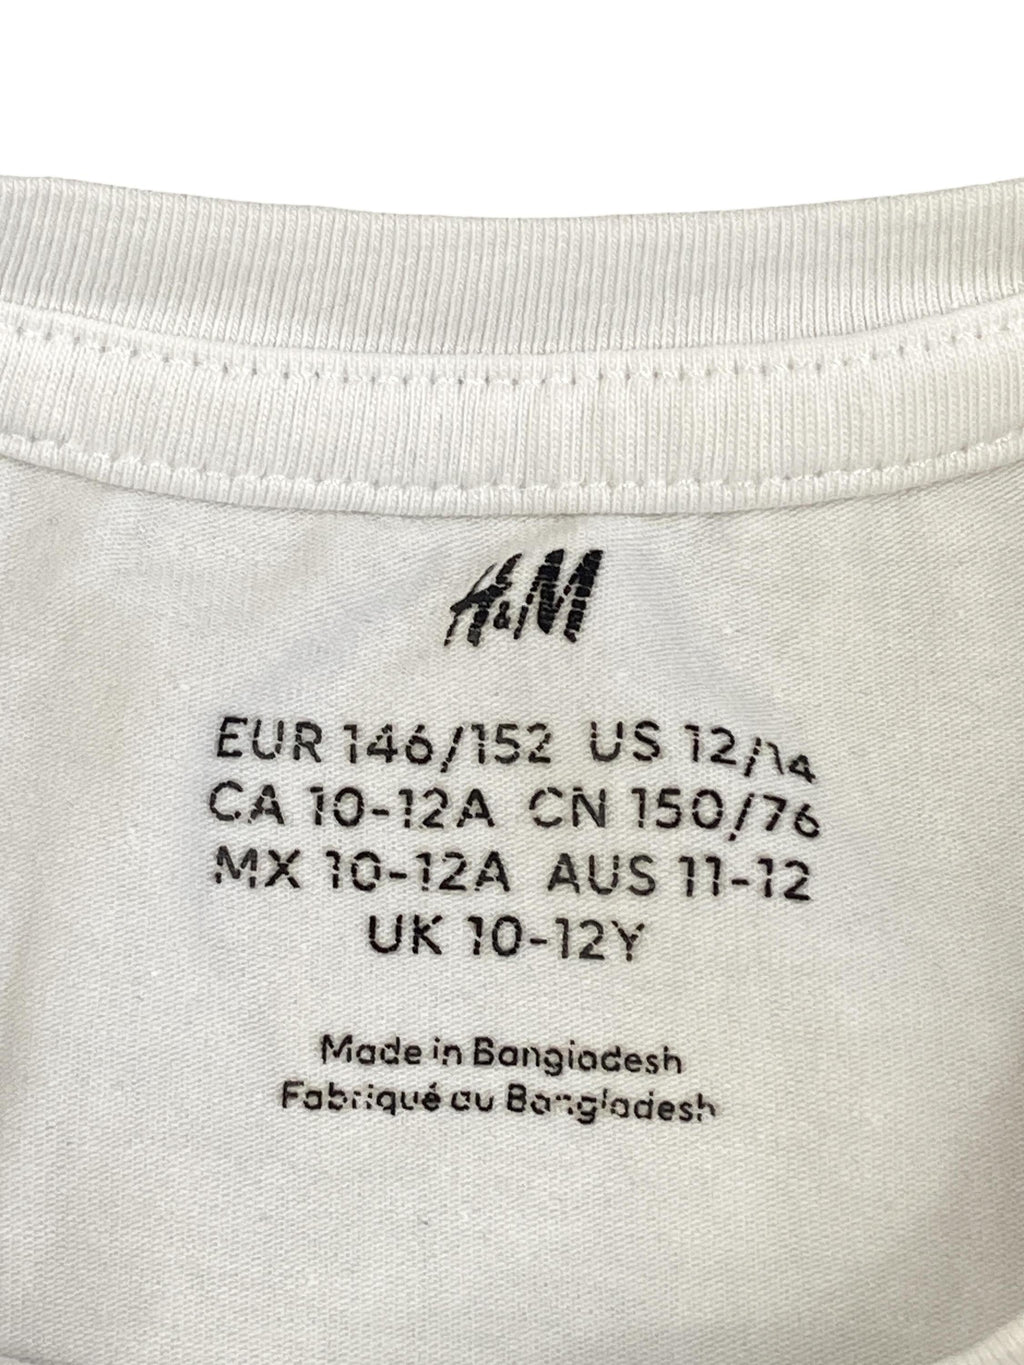 H&M
EUR 146/152 US 12/14
CA 10-12A CN 150/76
MX 10-12A AUS 11-12
UK 10-12Y
Made in Bangladesh
Fabriqué au Bangladesh